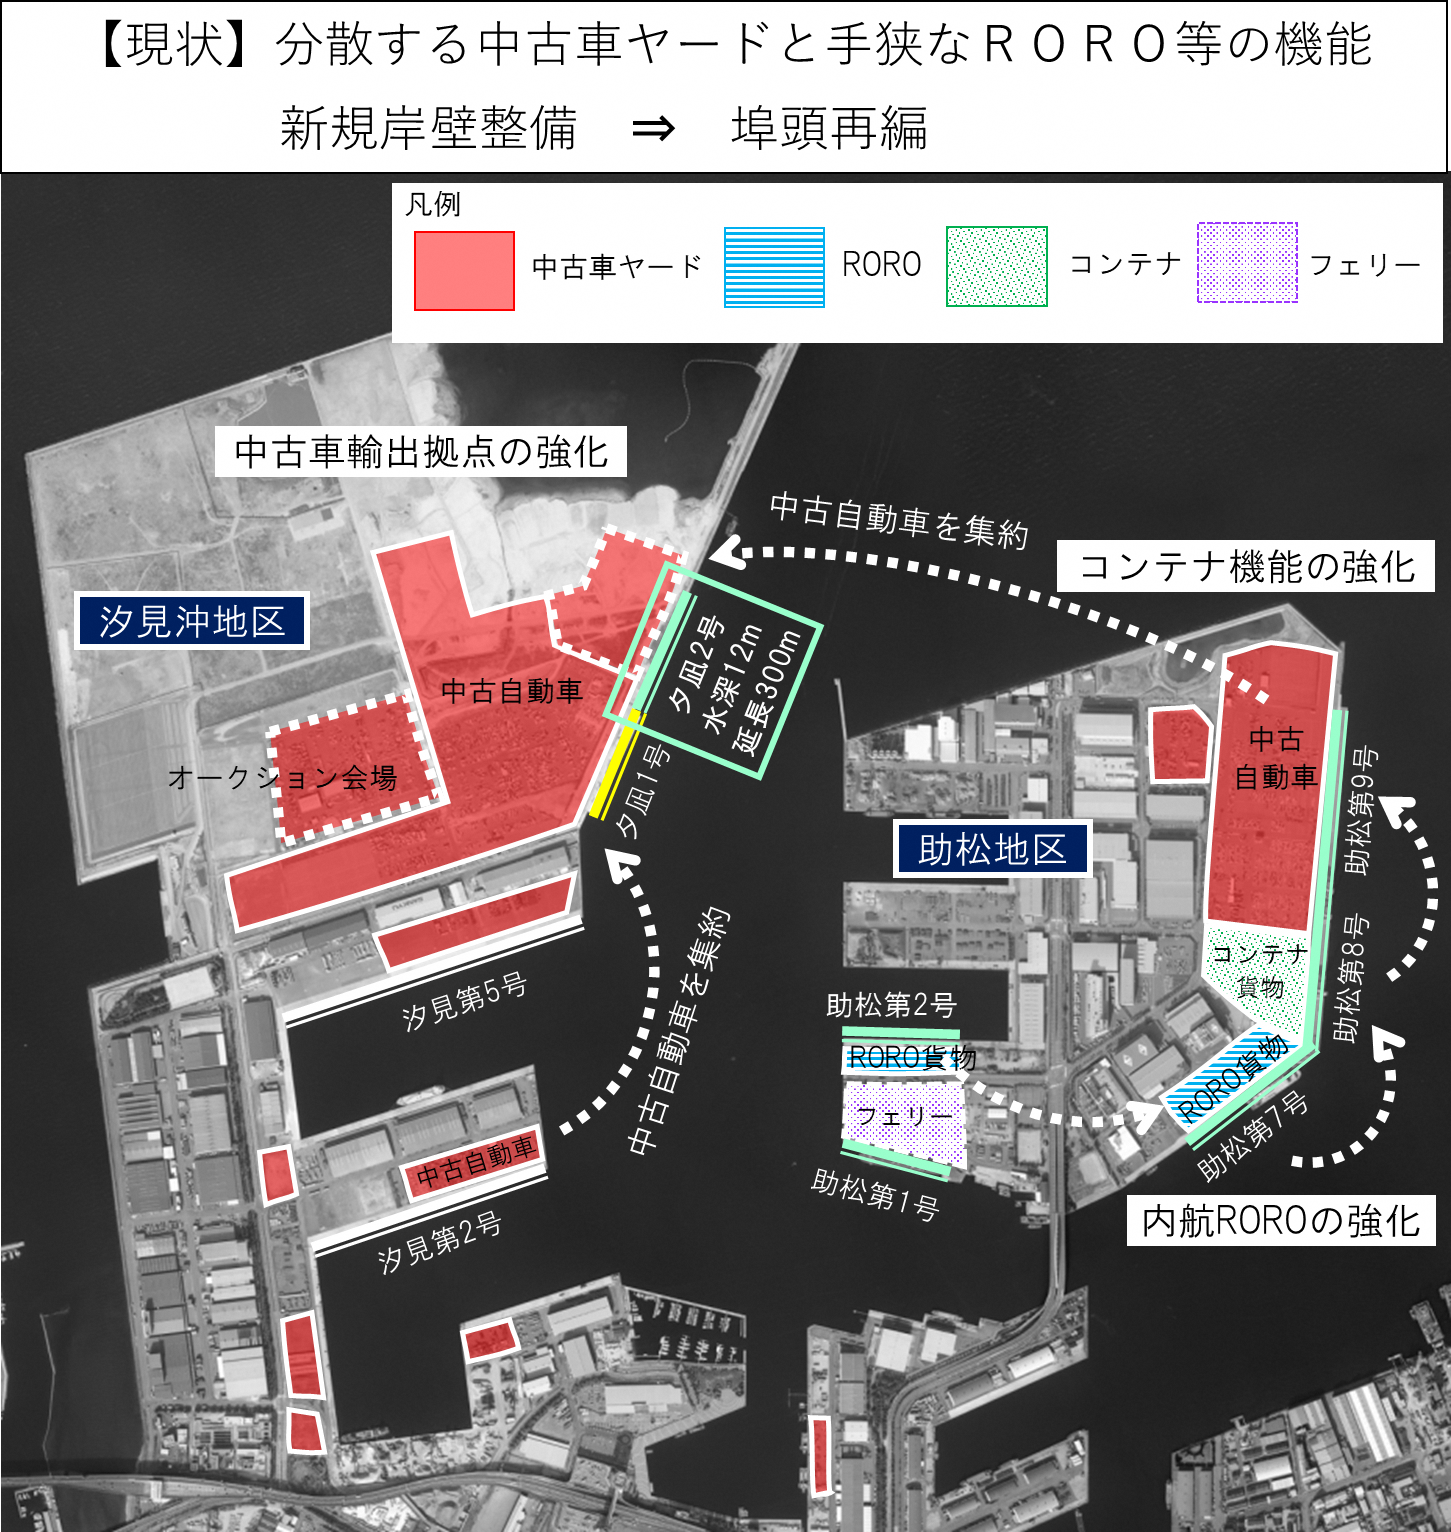 【現状】分散する中古車ヤードと手狭なＲＯＲＯ等の機能
新規岸壁整備　⇒　埠頭再編
凡例
中古車ヤード
RORO
コンテナ
フェリー
中古車輸出拠点の強化
中古自動車を集約
コンテナ機能の強化
汐見沖地区
夕凪2号
水深12m
延長300m
中古自動車
オークション会場
夕凪1号
中古
自動車
助松第9号
助松地区
汐見第5号
中古自動車を集約
コンテナ
貨物
助松第8号
助松第2号
RORO貨物
フェリー
RORO貨物
助松第7号
助松第1号
中古自動車
汐見第2号
内航ROROの強化